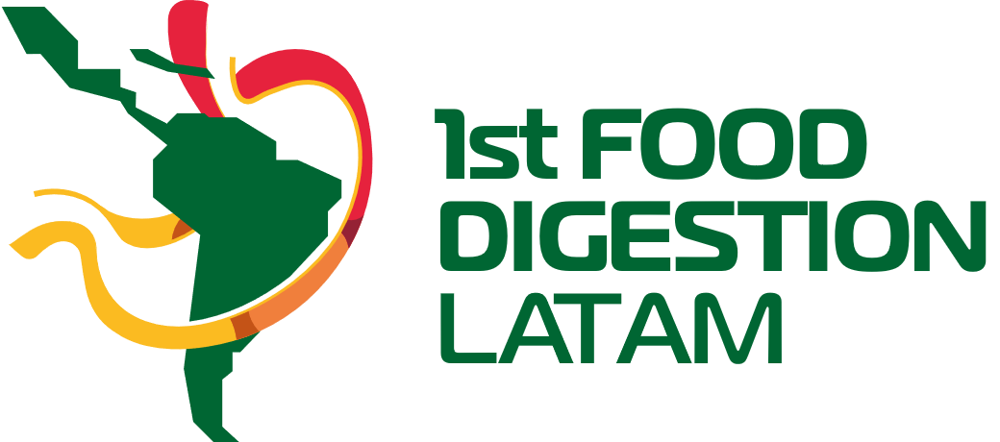 1st FOOD
DIGESTION
LATAM